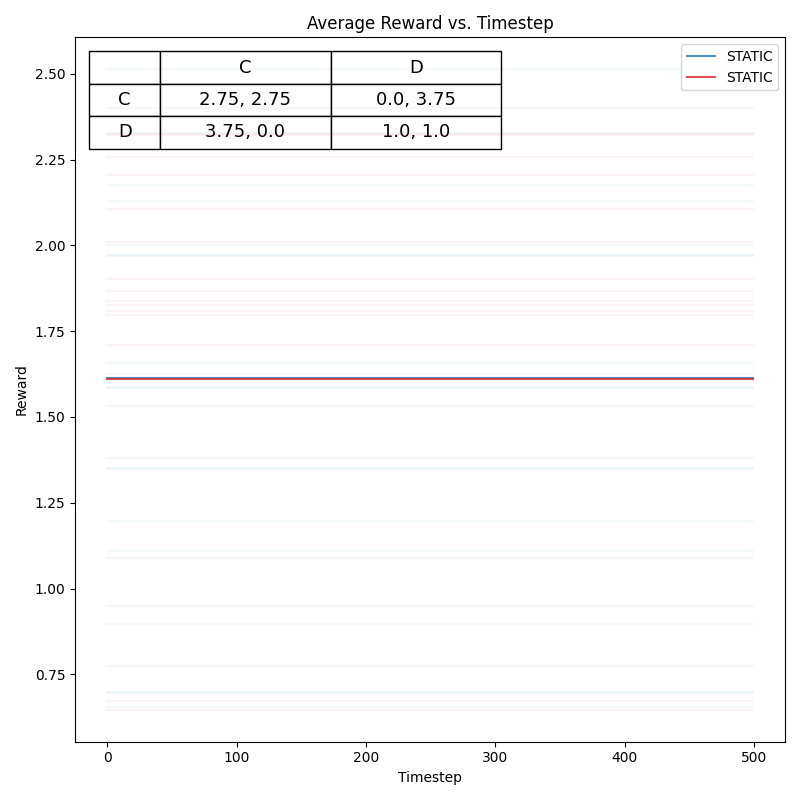 Average Reward vs. Timestep
C D
C 2.75, 2.75 0.0, 3.75
D 3.75, 0.0 1.0, 1.0
STATIC
STATIC
Reward
2.50
2.25
2.00
1.75
1.50
1.25
1.00
0.75
0 100 200 300 400 500
Timestep